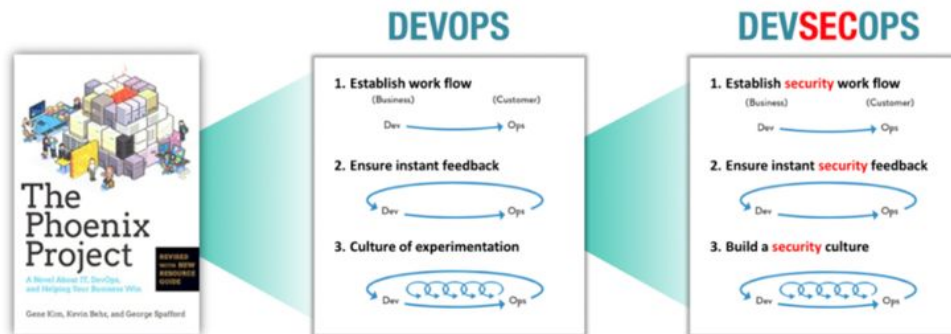 DEVOPS
DEVSECOPS
The
Phoenix
Project
A Novel About IT, DevOps,
and Helping Your Business Win
REVISED
WITH NEW
RESOURCE
GUIDE
Gene Kim, Kevin Behr, and George Spafford
1. Establish work flow
(Business) (Customer)
Dev Ops
2. Ensure instant feedback
Dev Ops
3. Culture of experimentation
Dev Ops
1. Establish security work flow
(Business) (Customer)
Dev Ops
2. Ensure instant security feedback
Dev Ops
3. Build a security culture
Dev Ops